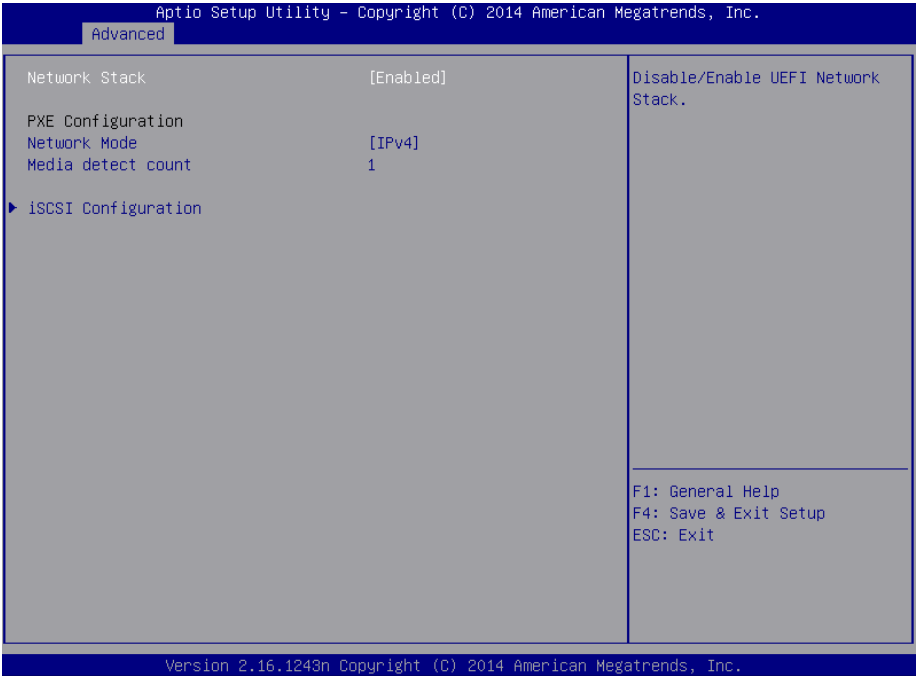 Aptio Setup Utility – Copyright (C) 2014 American Megatrends, Inc.
Advanced
Network Stack [Enabled]
PXE Configuration
Network Mode [IPv4]
Media detect count 1
iSCSI Configuration
Disable/Enable UEFI Network
Stack.
F1: General Help
F4: Save & Exit Setup
ESC: Exit
Version 2.16.1243n Copyright (C) 2014 American Megatrends, Inc.